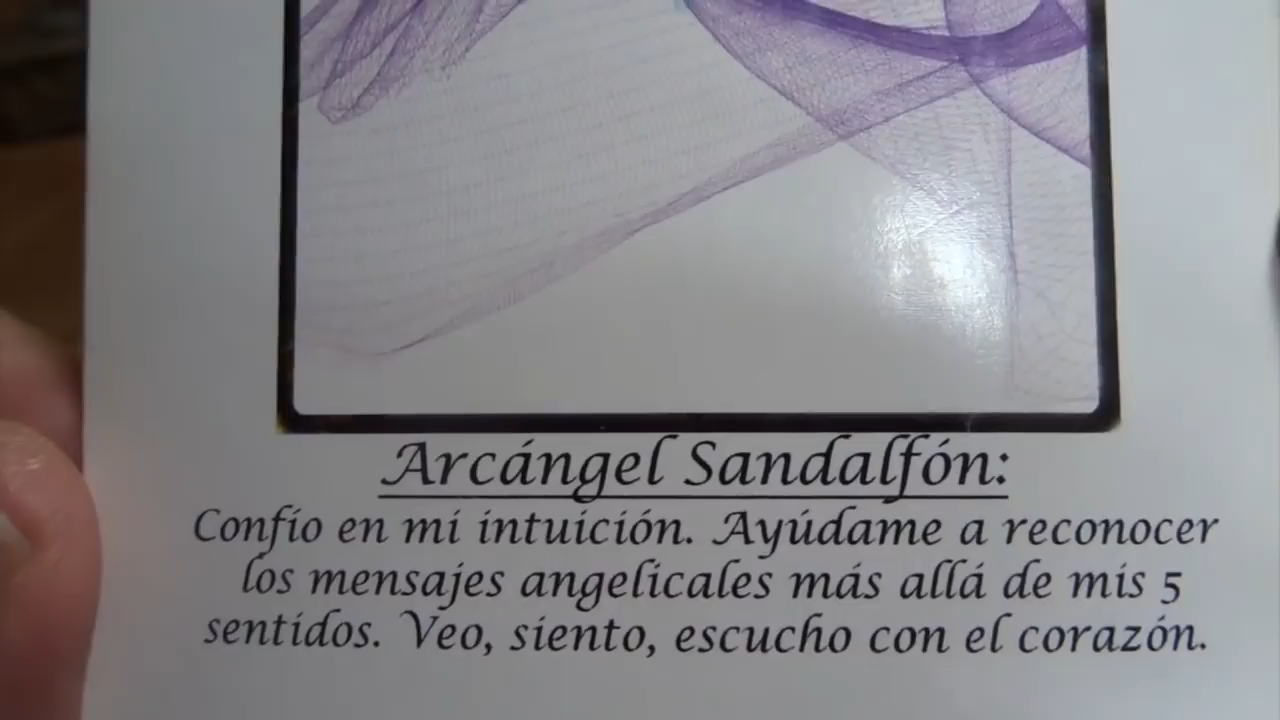 Arcángel Sandalfón:
Confío en mi intuición. Ayúdame a reconocer
los mensajes angelicales más allá de mis 5
sentidos. Veo, siento, escucho con el corazón.